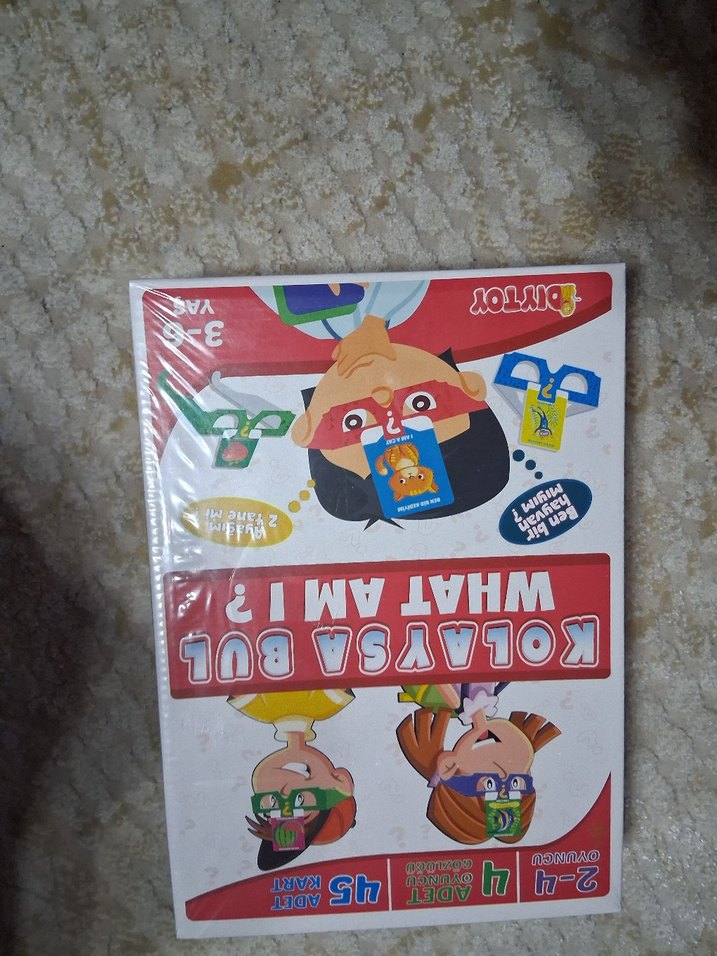 2-4
OYUNCU
4 ADET
OYUNCU
GÖZLÜĞÜ
45 ADET
KART
KOLAYSA BUL
WHAT AM I ?
Ben bir
hayvan
mıyım ?
Ayağım
2 Tane mi ?
BEN BİR KEDİYİM
I AM A CAT
?
DIYTOY
3-6
YAŞ